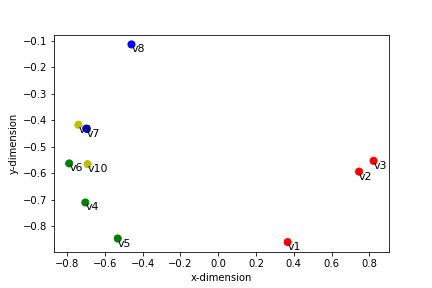 −0.1
−0.2
−0.3
−0.4
−0.5
−0.6
−0.7
−0.8
y-dimension
v8
v7
v6
v10
v4
v5
v3
v2
v1
−0.8 −0.6 −0.4 −0.2 0.0 0.2 0.4 0.6 0.8
x-dimension